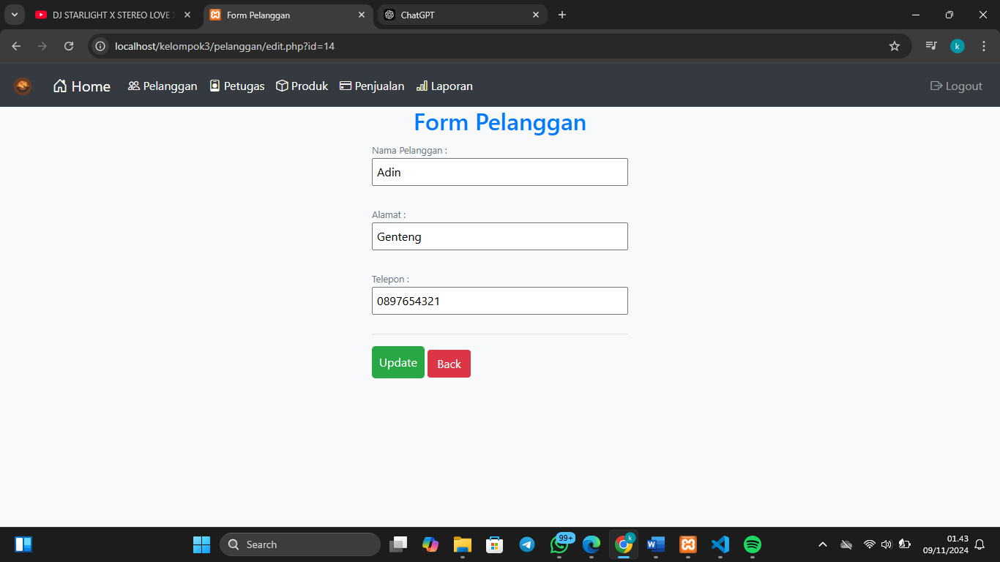 DJ STARLIGHT X STEREO LOVE
Form Pelanggan
ChatGPT
localhost/kelompok3/pelanggan/edit.php?id=14
k
Home
Pelanggan
Petugas
Produk
Penjualan
Laporan
Logout
Form Pelanggan
Nama Pelanggan :
Adin
Alamat :
Genteng
Telepon :
0897654321
Update
Back
Search
99+
k
01.43
09/11/2024